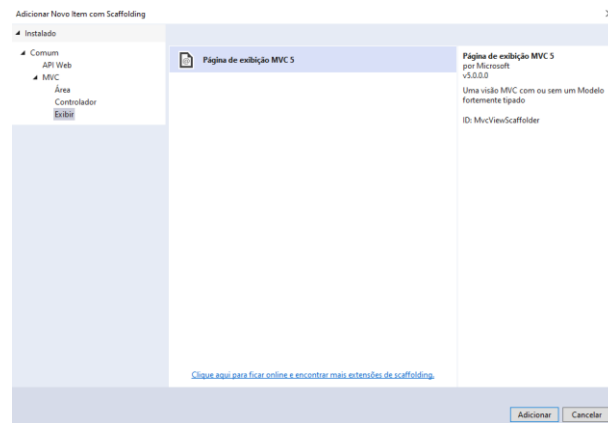 Adicionar Novo Item com Scaffolding
Instalado
Comum
API Web
MVC
Área
Controlador
Exibir
Página de exibição MVC 5
Página de exibição MVC 5
por Microsoft
v5.0.0.0
Uma visão MVC com ou sem um Modelo
fortemente tipado
ID: MvcViewScaffolder
Clique aqui para ficar online e encontrar mais extensões de scaffolding.
Adicionar
Cancelar